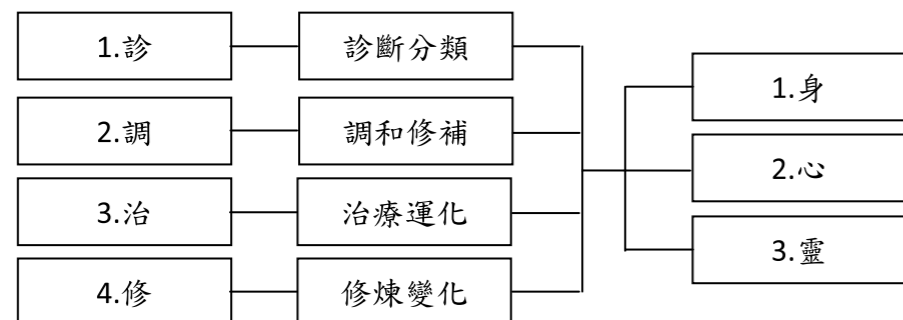 1.診
診斷分類
2.調
調和修補
3.治
治療運化
4.修
修煉變化
1.身
2.心
3.靈